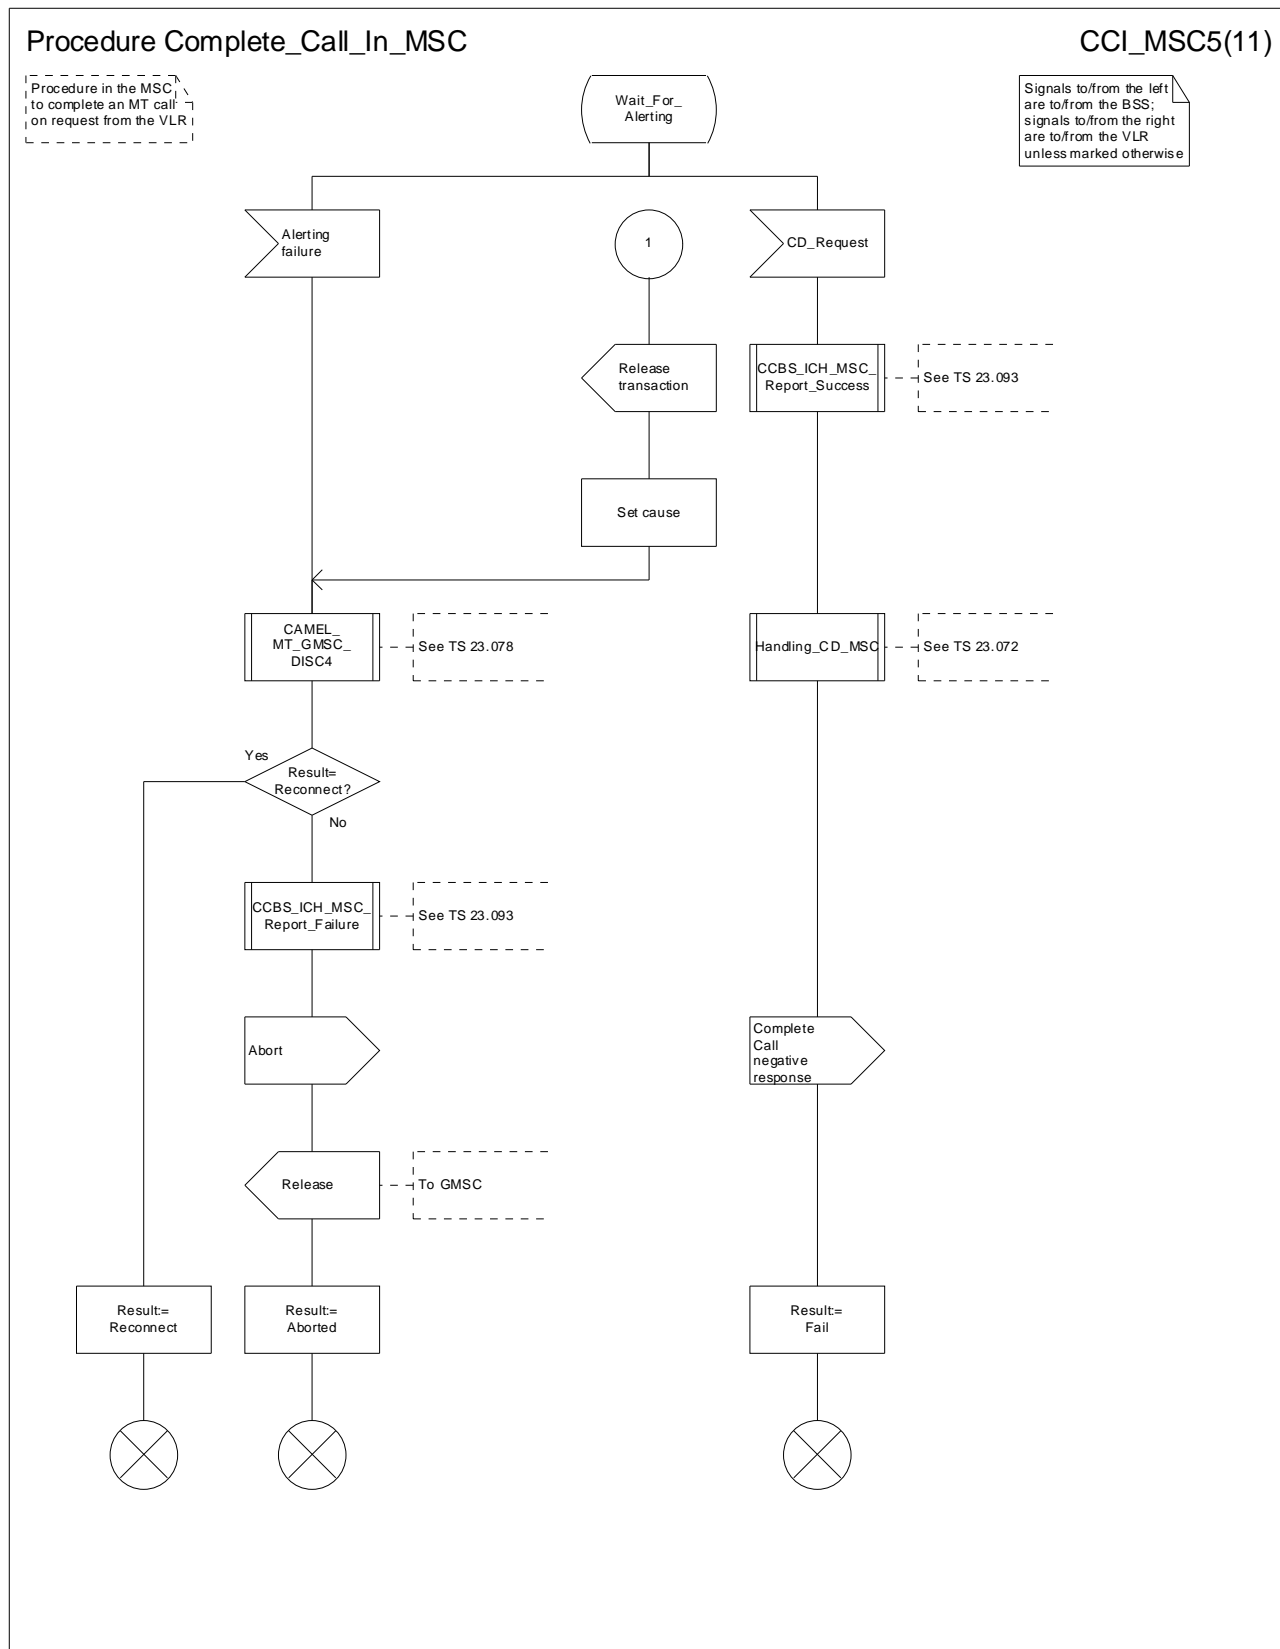 Procedure Complete_Call_In_MSC
CCI_MSC5(11)
Procedure in the MSC
to complete an MT call
on request from the VLR
Wait_For_
Alerting
Signals to/from the left
are to/from the BSS;
signals to/from the right
are to/from the VLR
unless marked otherwise
Alerting
failure
1
CD_Request
Release
transaction
CCBS_ICH_MSC_
Report_Success
See TS 23.093
Set cause
CAMEL_
MT_GMSC_
DISC4
See TS 23.078
Handling_CD_MSC
See TS 23.072
Yes
Result=
Reconnect?
No
CCBS_ICH_MSC_
Report_Failure
See TS 23.093
Abort
Complete
Call
negative
response
Release
To GMSC
Result:=
Reconnect
Result:=
Aborted
Result:=
Fail